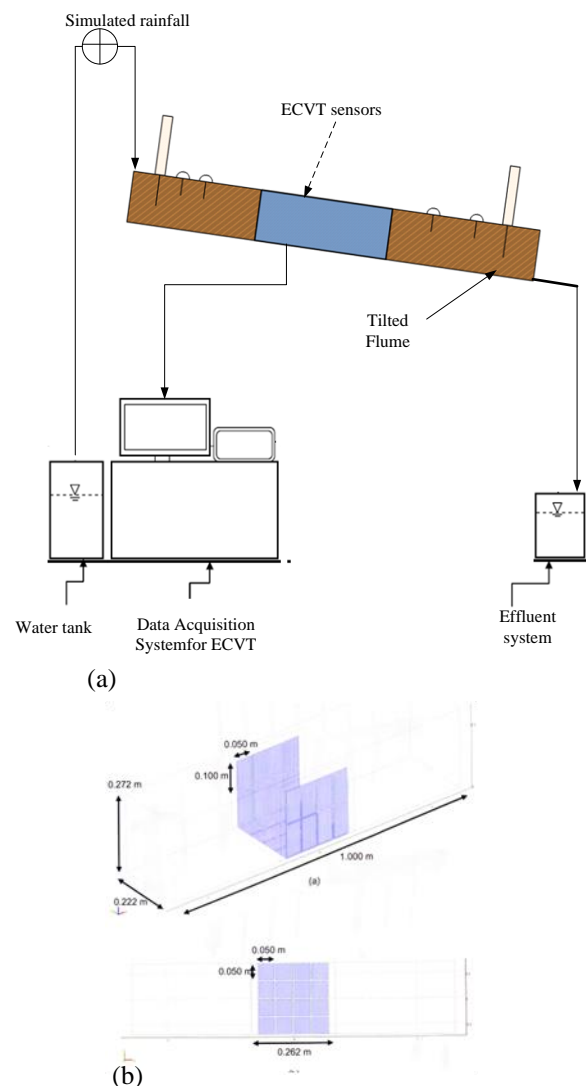 Simulated rainfall
ECVT sensors
Tilted
Flume
Water tank
Data Acquisition
Systemfor ECVT
Effluent
system
(a)
0.050 m
0.100 m
0.272 m
1.000 m
(a)
0.222 m
0.050 m
0.050 m
0.262 m
(b)